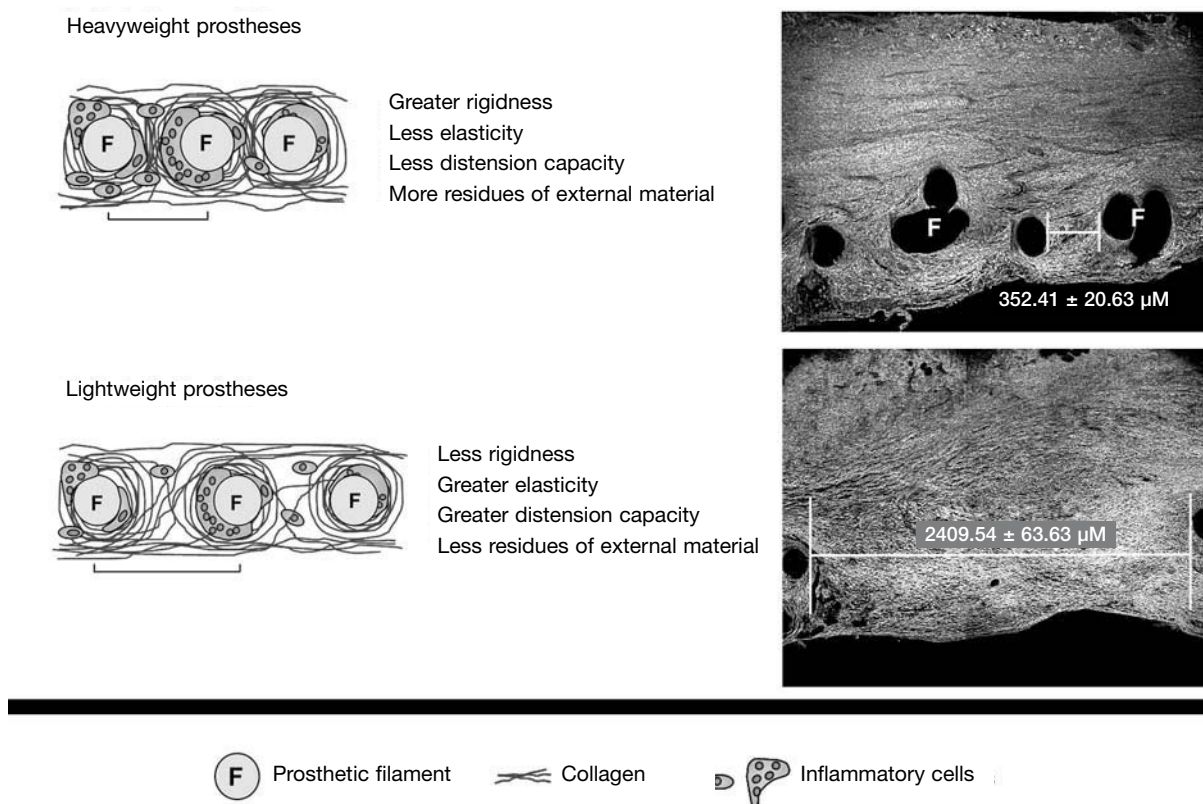 Heavyweight prostheses
F
F
F
Greater rigidness
Less elasticity
Less distension capacity
More residues of external material
F
F
352.41 ± 20.63 µM
Lightweight prostheses
F
F
F
Less rigidness
Greater elasticity
Greater distension capacity
Less residues of external material
2409.54 ± 63.63 µM
F Prosthetic filament
Collagen
Inflammatory cells